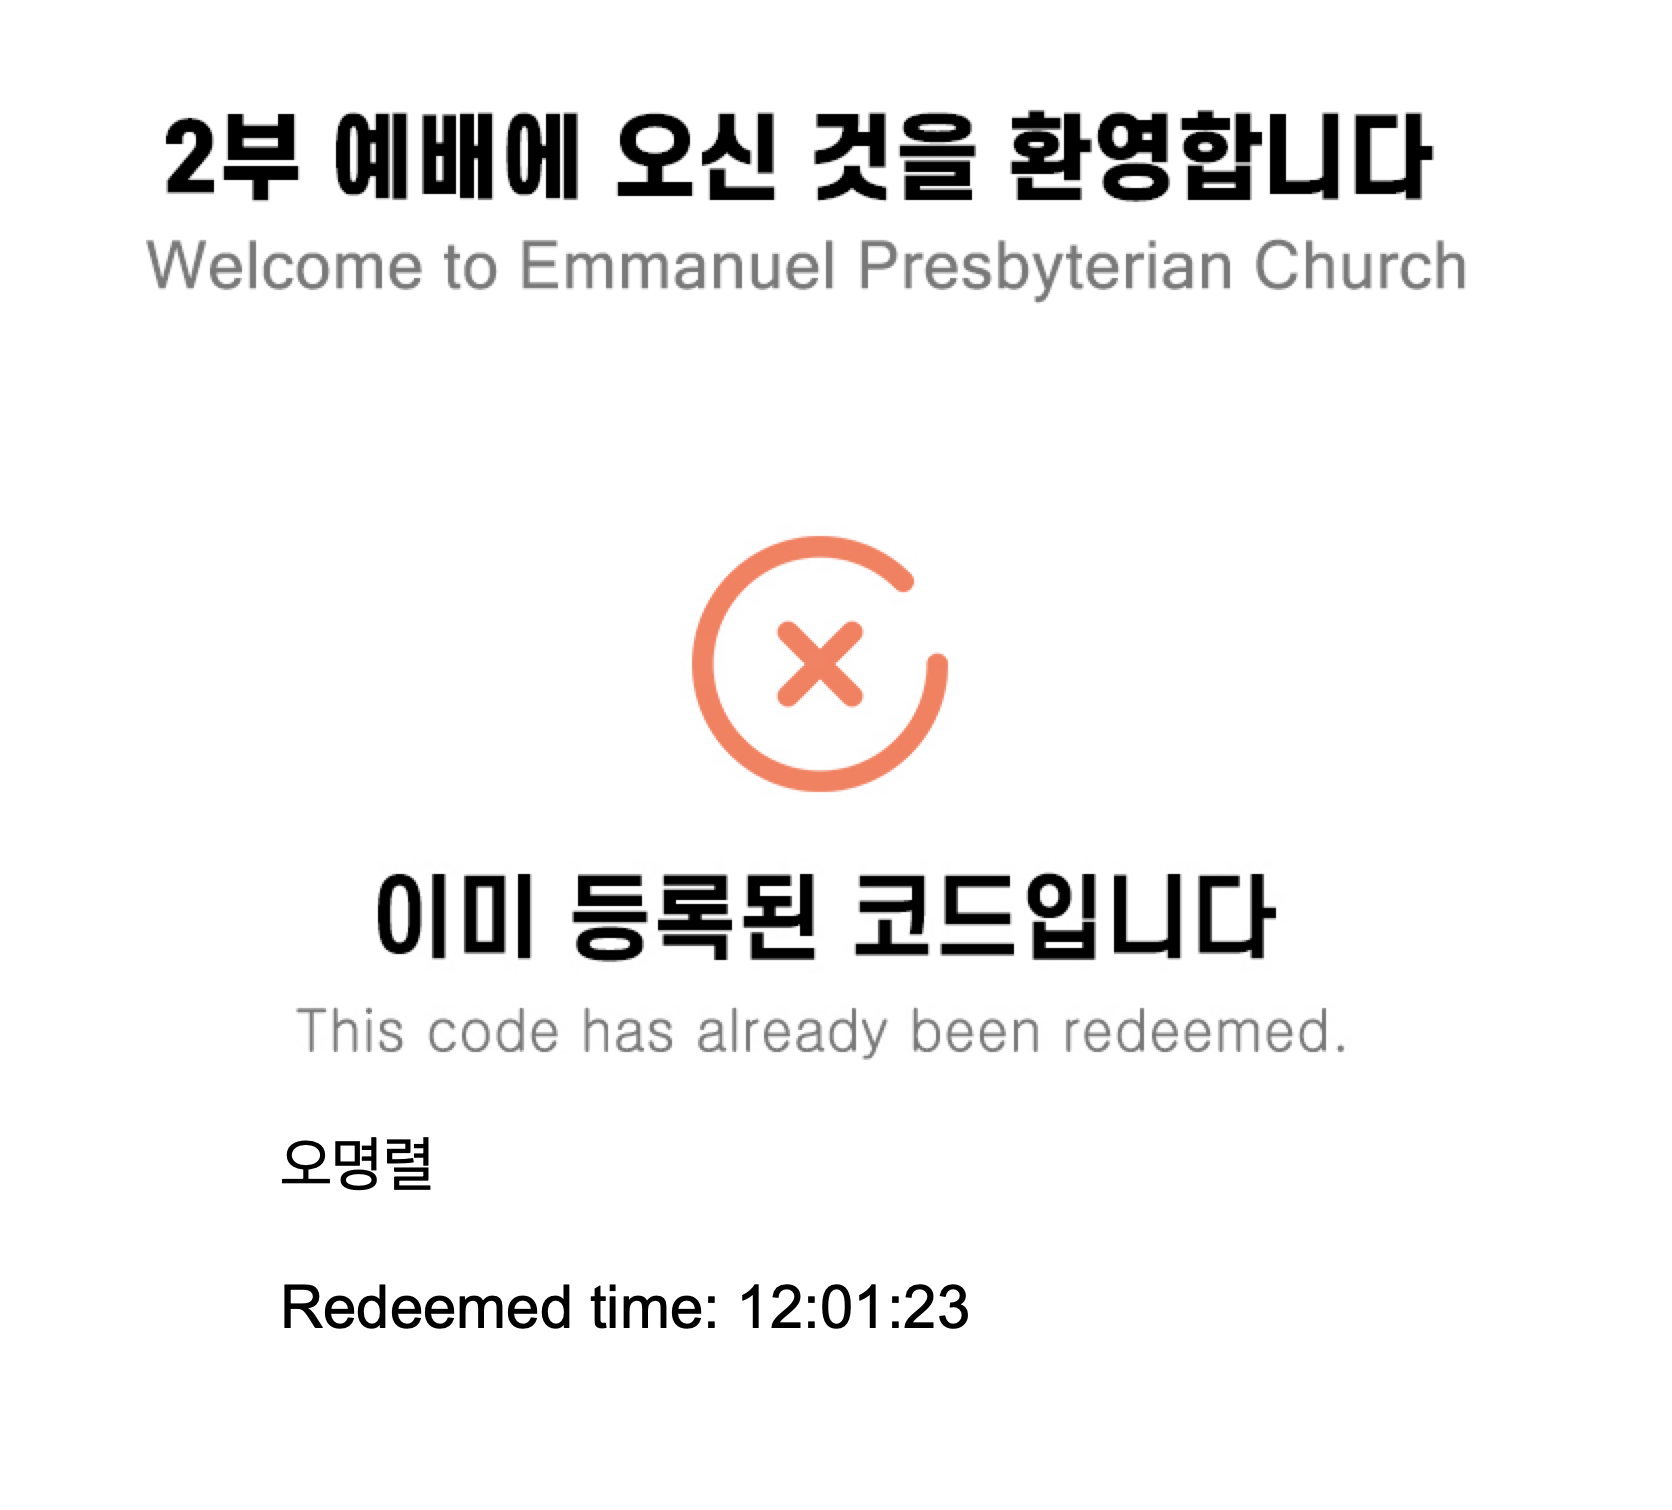 2부 예배에 오신 것을 환영합니다
Welcome to Emmanuel Presbyterian Church
이미 등록된 코드입니다
This code has already been redeemed.
오명렬
Redeemed time: 12:01:23